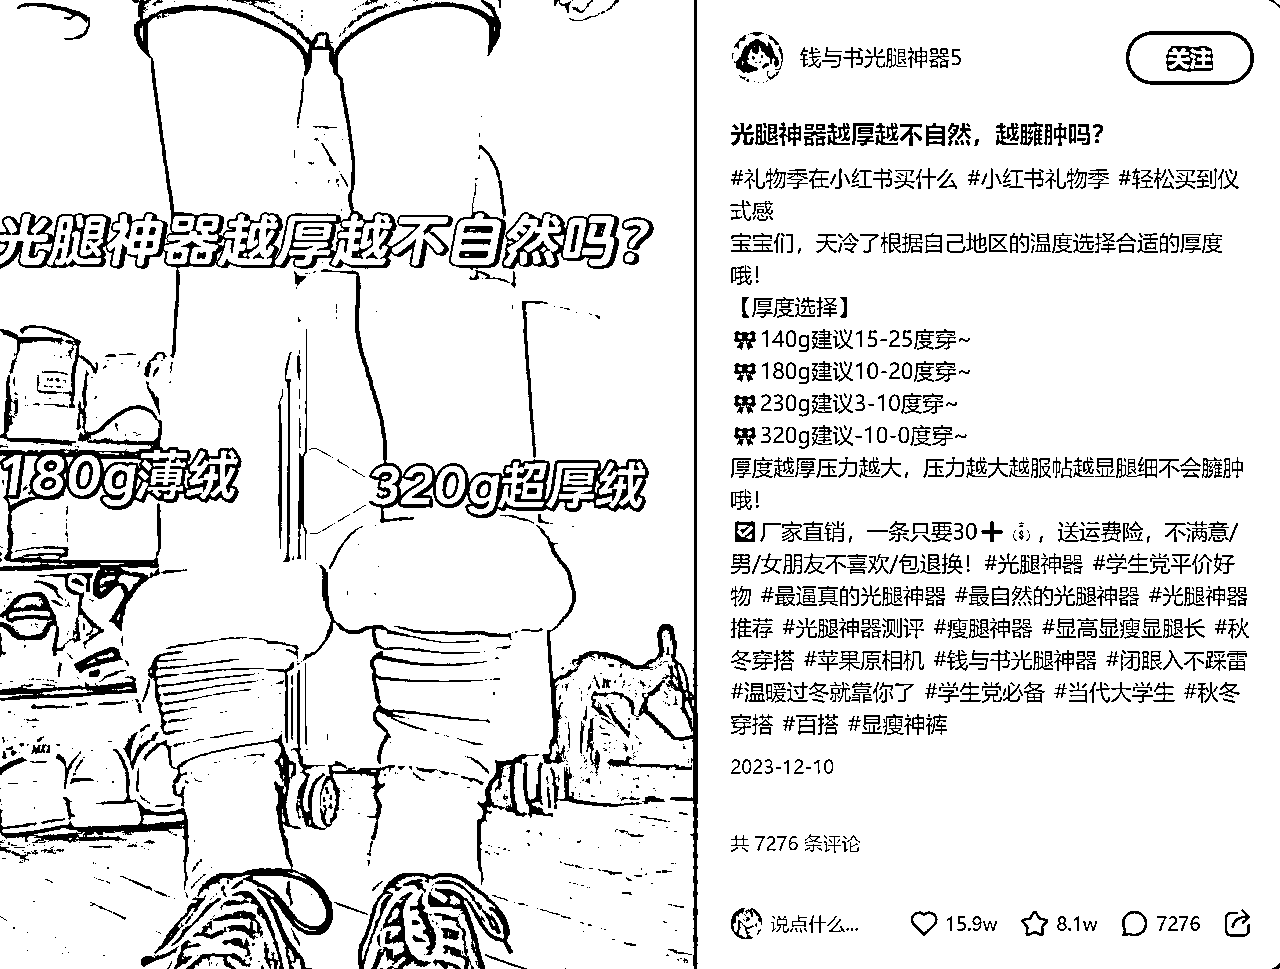 光腿神器越厚越不自然吗？
180g薄绒
320g超厚绒
钱与书光腿神器5
关注
光腿神器越厚越不自然，越臃肿吗？
#礼物季在小红书买什么 #小红书礼物季 #轻松买到仪
式感
宝宝们，天冷了根据自己地区的温度选择合适的厚度
哦！
【厚度选择】
140g建议15-25度穿~
180g建议10-20度穿~
230g建议3-10度穿~
320g建议-10-0度穿~
厚度越厚压力越大，压力越大越服帖越显腿细不会臃肿
哦！
厂家直销，一条只要30➕💰，送运费险，不满意/
男/女朋友不喜欢/包退换！#光腿神器 #学生党平价好
物 #最逼真的光腿神器 #最自然的光腿神器 #光腿神器
推荐 #光腿神器测评 #瘦腿神器 #显高显瘦显腿长 #秋
冬穿搭 #苹果原相机 #钱与书光腿神器 #闭眼入不踩雷
#温暖过冬就靠你了 #学生党必备 #当代大学生 #秋冬
穿搭 #百搭 #显瘦神裤
2023-12-10
共 7276 条评论
说点什么...
15.9w
8.1w
7276